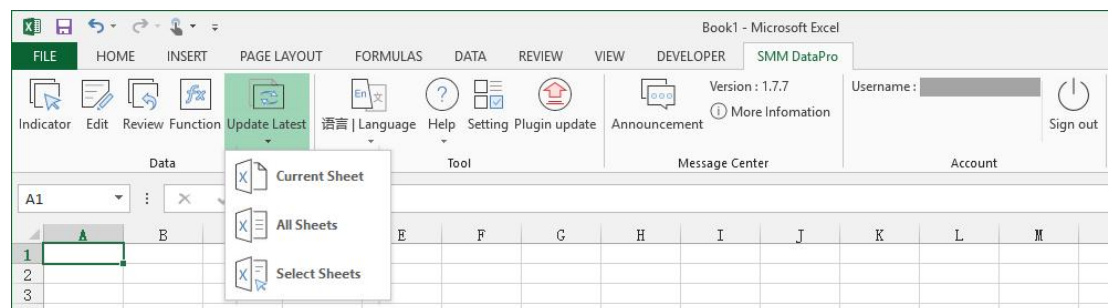 Book1 - Microsoft Excel
FILE HOME INSERT PAGE LAYOUT FORMULAS DATA REVIEW VIEW DEVELOPER SMM DataPro
Indicator Edit Review Function Update Latest 语言 | Language Help Setting Plugin update Announcement
En 文
Version : 1.7.7
More Infomation
Username :
Sign out
Data Tool Message Center Account
Current Sheet
All Sheets
Select Sheets
A1
A B E F G H I J K L M
1
2
3